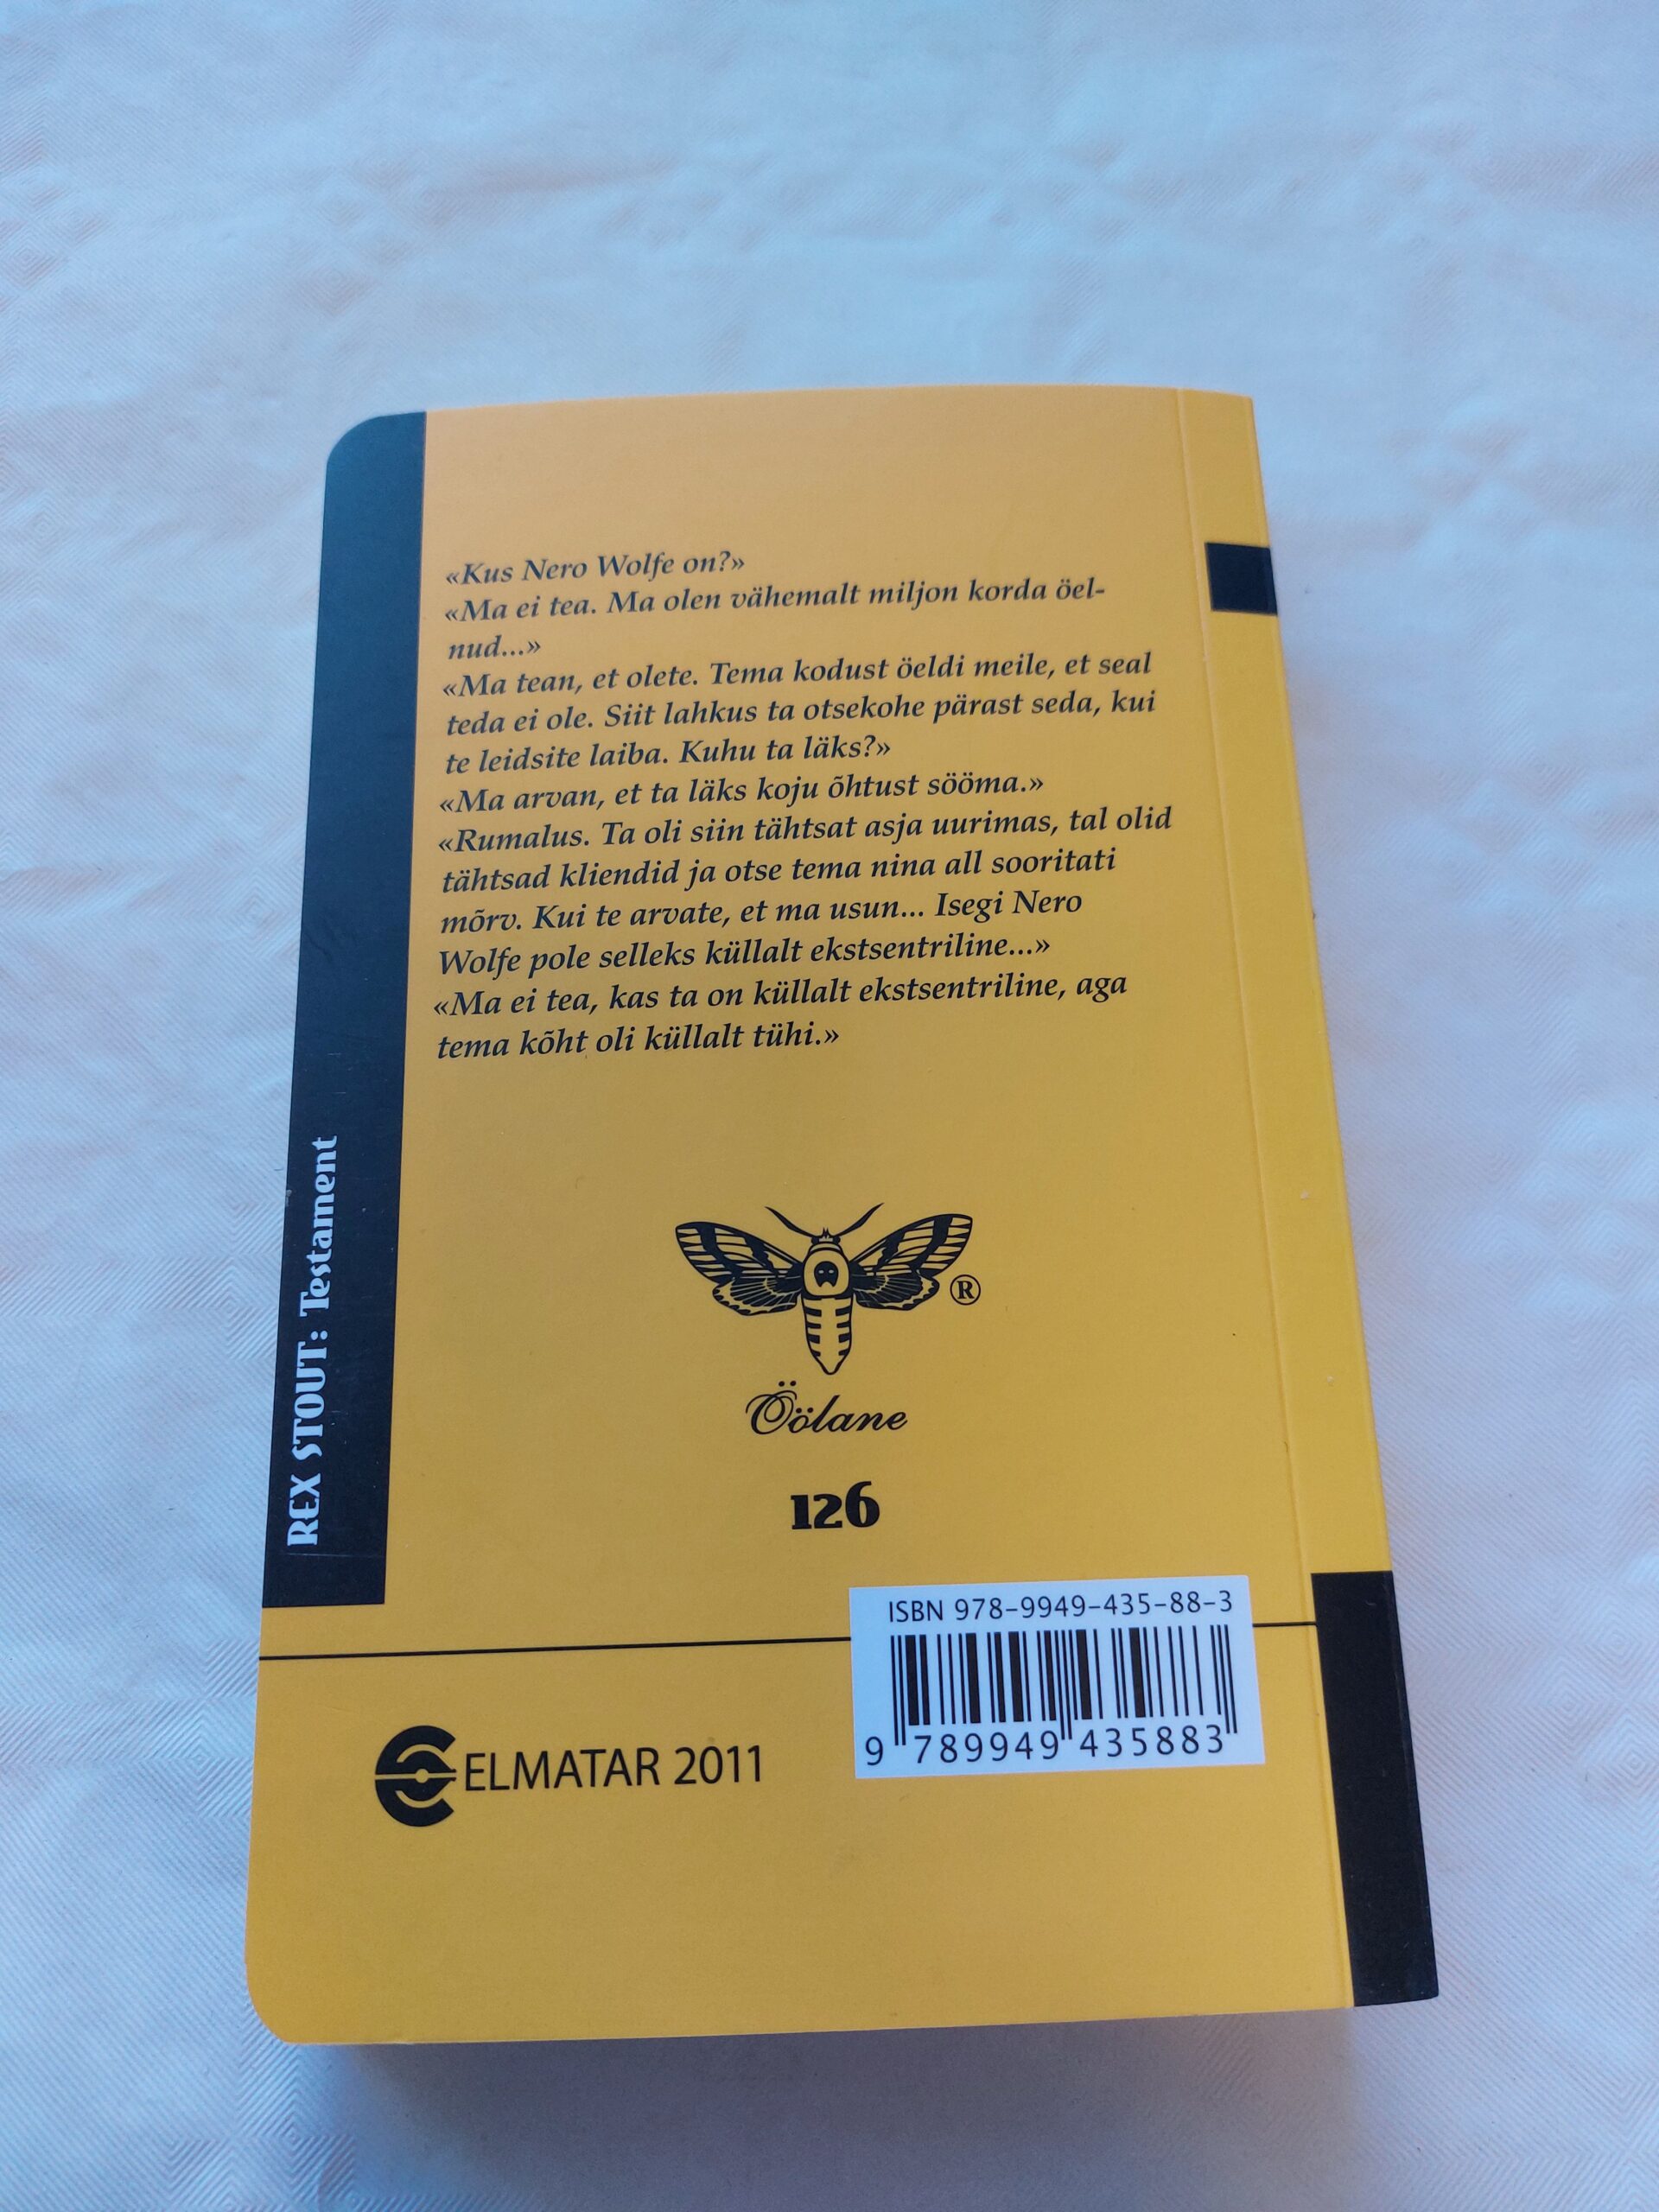 «Kus Nero Wolfe on?»
«Ma ei tea. Ma olen vähemalt miljon korda öel-
nud...»
«Ma tean, et olete. Tema kodust öeldi meile, et seal
teda ei ole. Siit lahkus ta otsekohe pärast seda, kui
te leidsite laiba. Kuhu ta läks?»
«Ma arvan, et ta läks koju õhtust sööma.»
«Rumalus. Ta oli siin tähtsat asja uurimas, tal olid
tähtsad kliendid ja otse tema nina all sooritati
mõrv. Kui te arvate, et ma usun... Isegi Nero
Wolfe pole selleks küllalt ekstsentriline...»
«Ma ei tea, kas ta on küllalt ekstsentriline, aga
tema kõht oli küllalt tühi.»
REX STOUT: Testament
®
Öölane
126
ISBN 978-9949-435-88-3
9 789949 435883
ELMATAR 2011